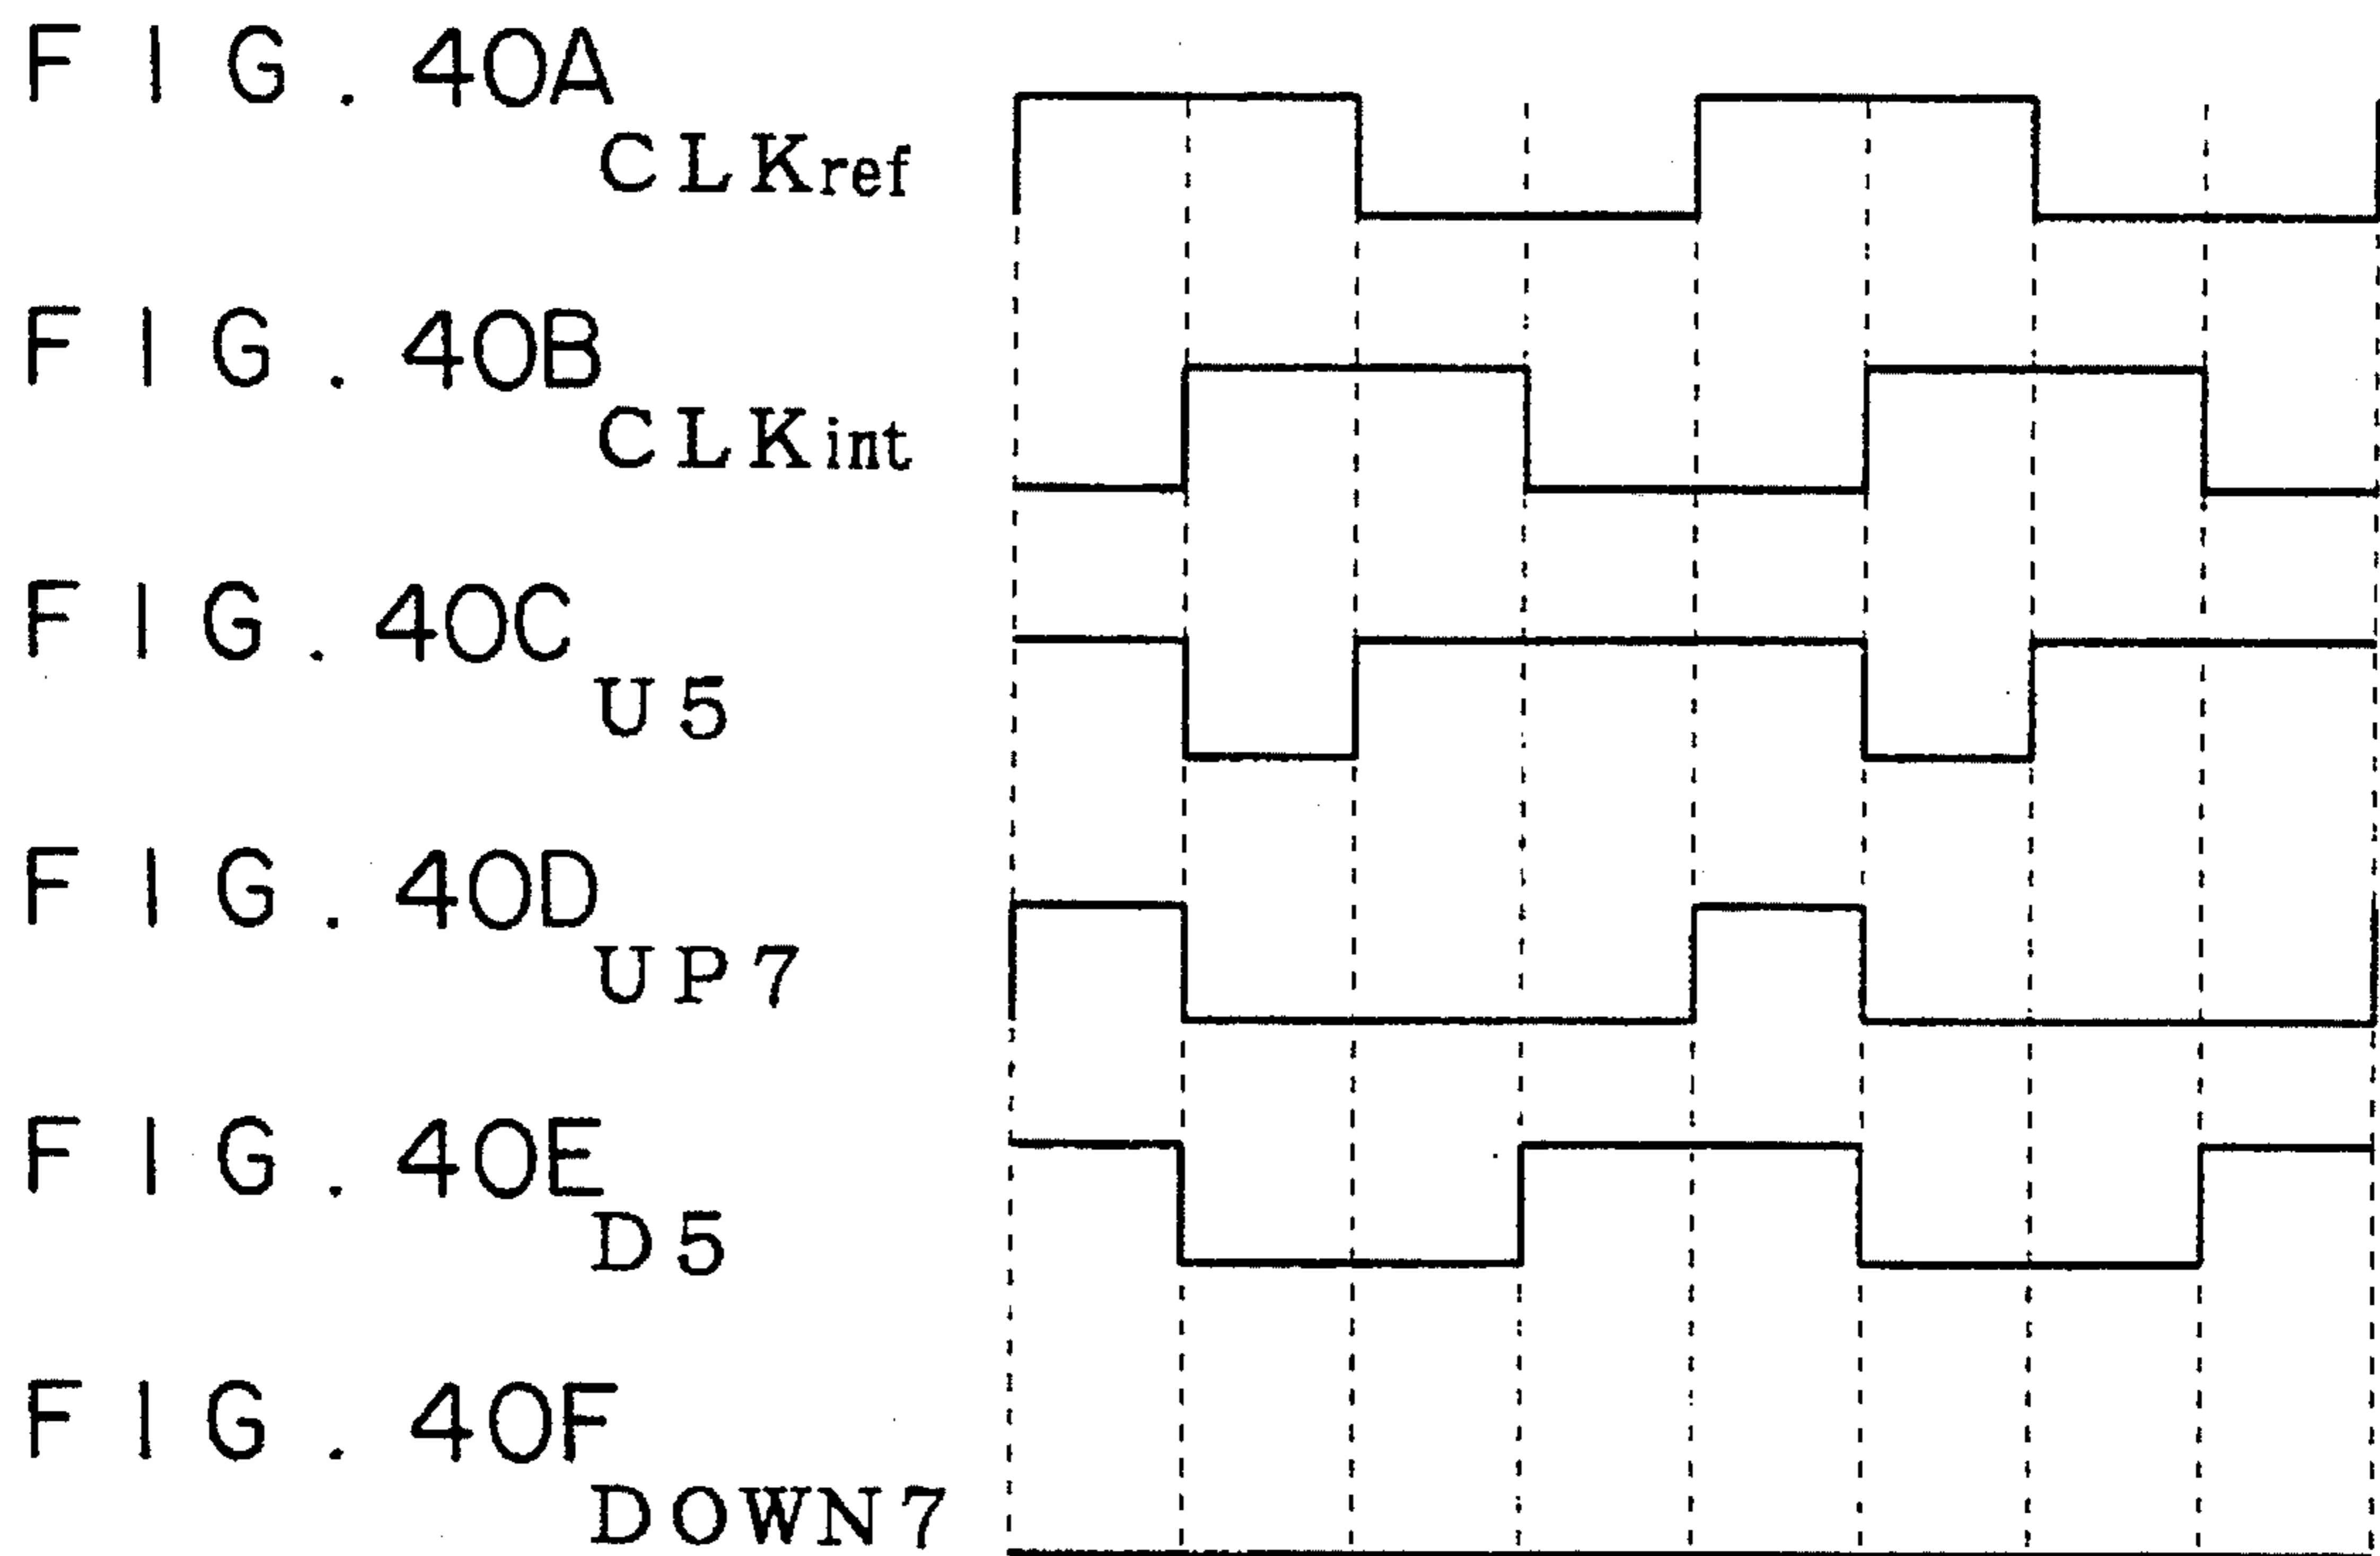 FIG. 40A
CLKref
FIG. 40B
CLKint
FIG. 40C
U5
FIG. 40D
UP7
FIG. 40E
D5
FIG. 40F
DOWN7